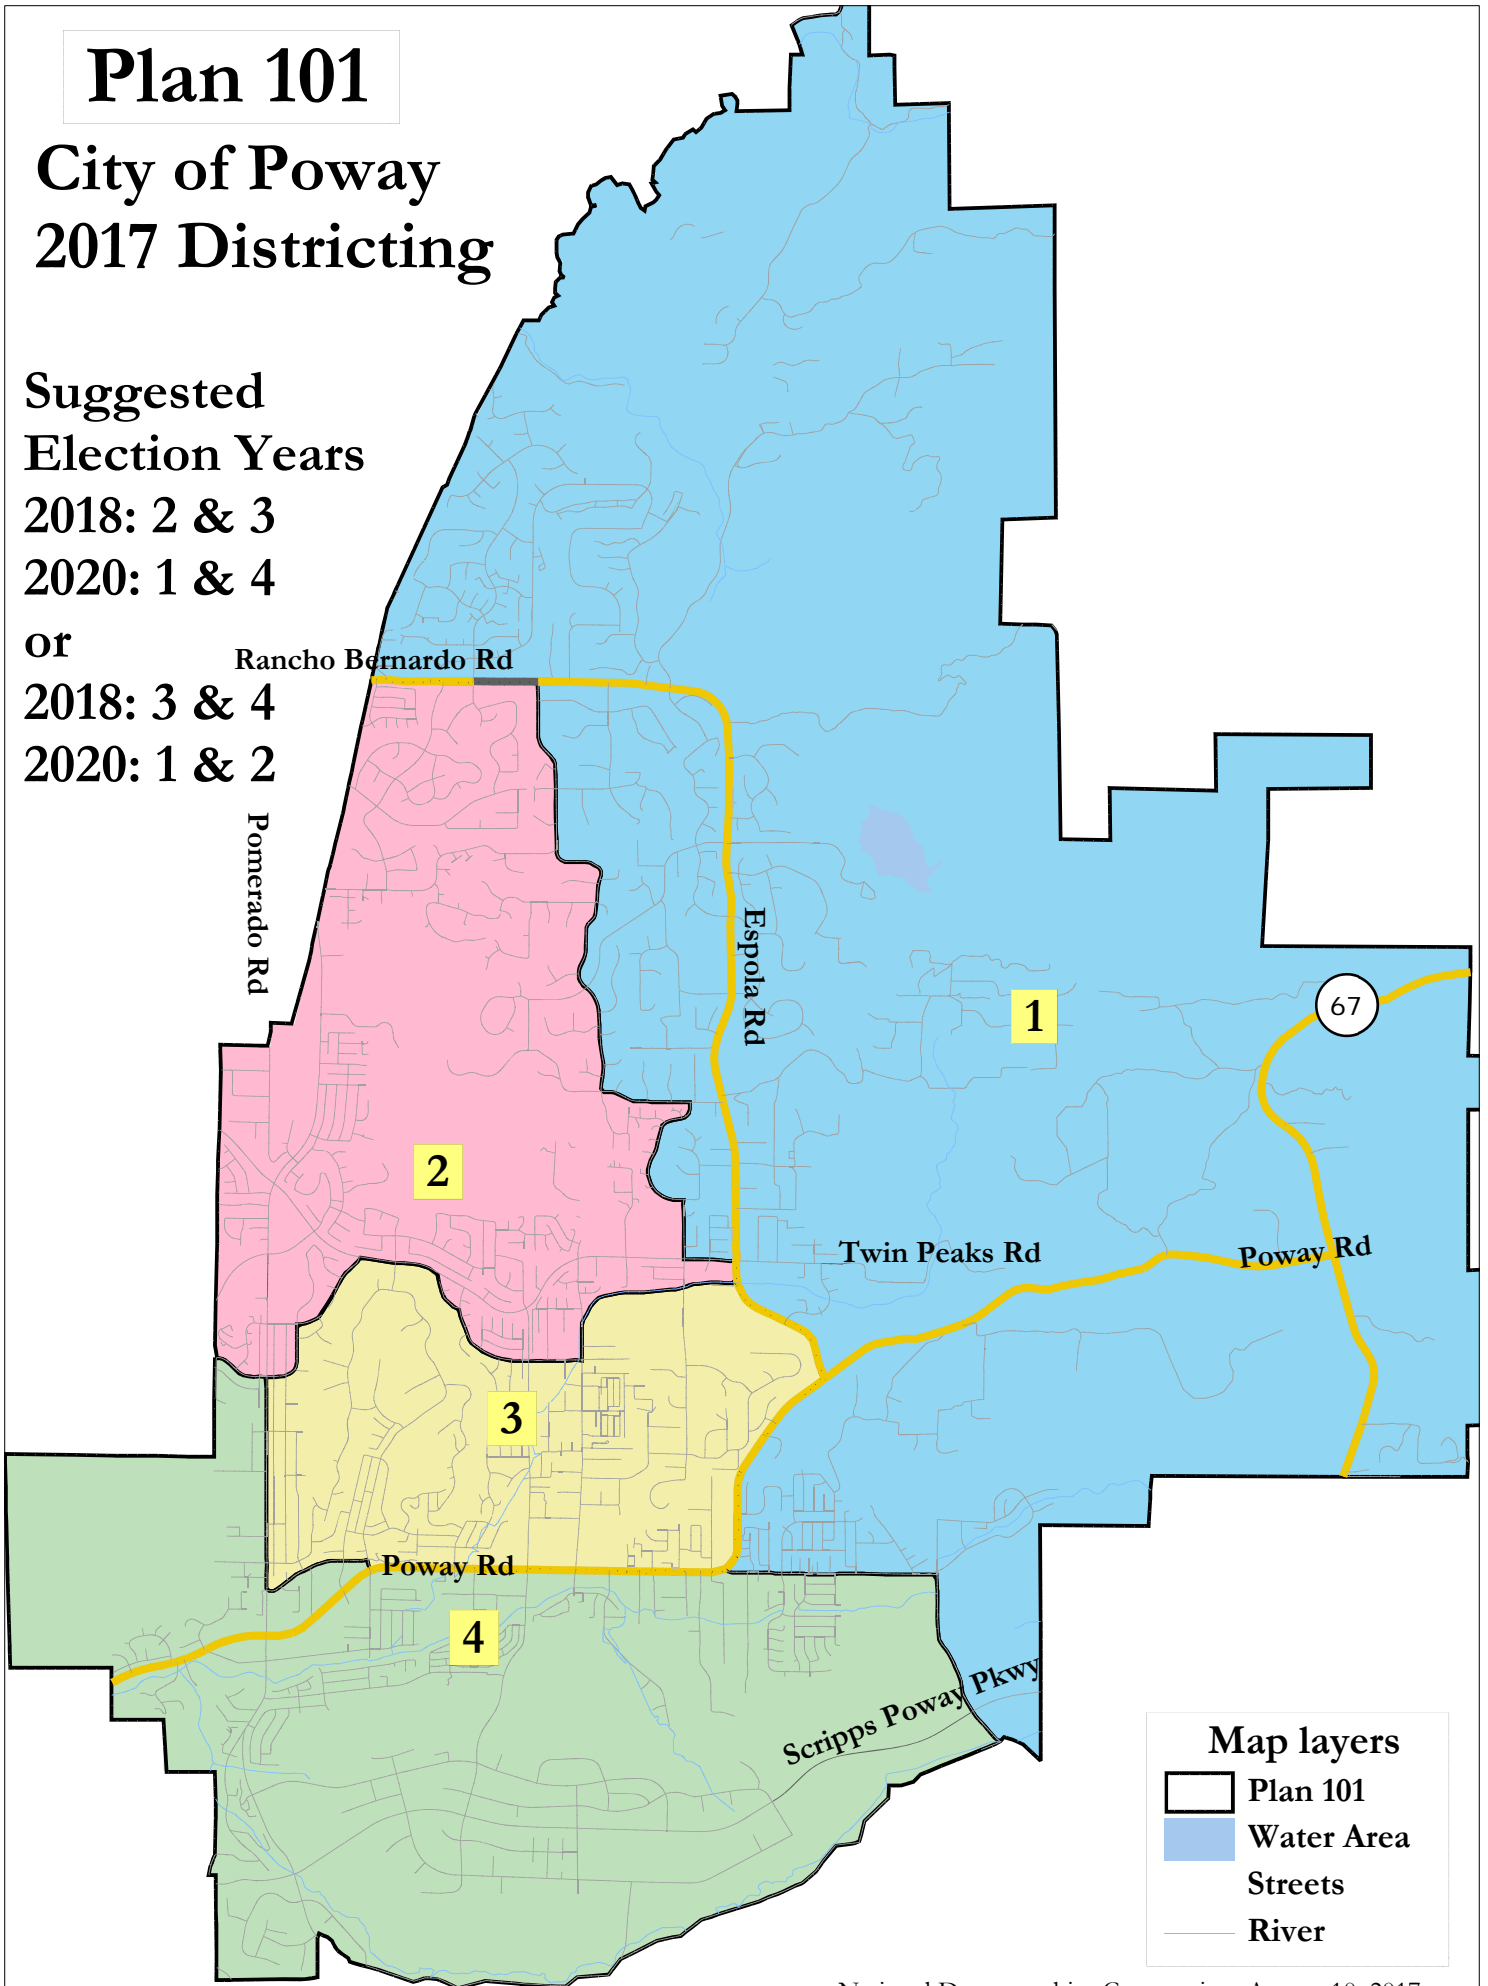 Plan 101
City of Poway
2017 Districting
Suggested
Election Years
2018: 2 & 3
2020: 1 & 4
or
2018: 3 & 4
2020: 1 & 2
Rancho Bernardo Rd
Pomerado Rd
Espola Rd
1
67
2
Twin Peaks Rd
Poway Rd
3
Poway Rd
4
Scripps Poway Pkwy
Map layers
Plan 101
Water Area
Streets
River